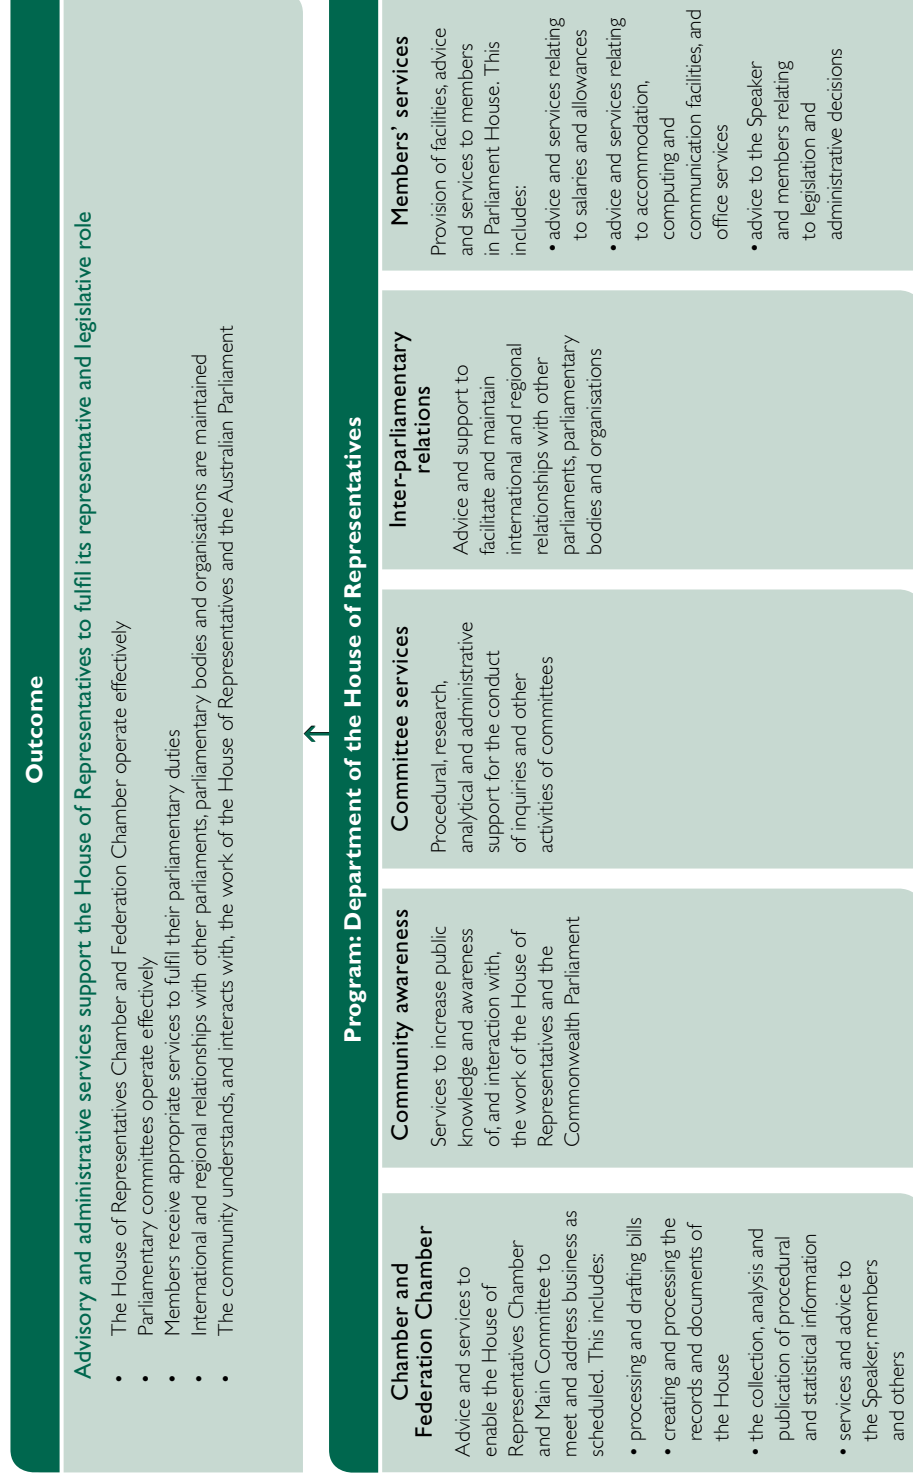 Outcome
Advisory and administrative services support the House of Representatives to fulfil its representative and legislative role
• The House of Representatives Chamber and Federation Chamber operate effectively
• Parliamentary committees operate effectively
• Members receive appropriate services to fulfil their parliamentary duties
• International and regional relationships with other parliaments, parliamentary bodies and organisations are maintained
• The community understands, and interacts with, the work of the House of Representatives and the Australian Parliament
Program: Department of the House of Representatives
Chamber and
Federation Chamber
Advice and services to
enable the House of
Representatives Chamber
and Main Committee to
meet and address business as
scheduled. This includes:
• processing and drafting bills
• creating and processing the
records and documents of
the House
• the collection, analysis and
publication of procedural
and statistical information
• services and advice to
the Speaker, members
and others
Community awareness
Services to increase public
knowledge and awareness
of, and interaction with,
the work of the House of
Representatives and the
Commonwealth Parliament
Committee services
Procedural, research,
analytical and administrative
support for the conduct
of inquiries and other
activities of committees
Inter-parliamentary
relations
Advice and support to
facilitate and maintain
international and regional
relationships with other
parliaments, parliamentary
bodies and organisations
Members' services
Provision of facilities, advice
and services to members
in Parliament House. This
includes:
• advice and services relating
to salaries and allowances
• advice and services relating
to accommodation,
computing and
communication facilities, and
office services
• advice to the Speaker
and members relating
to legislation and
administrative decisions